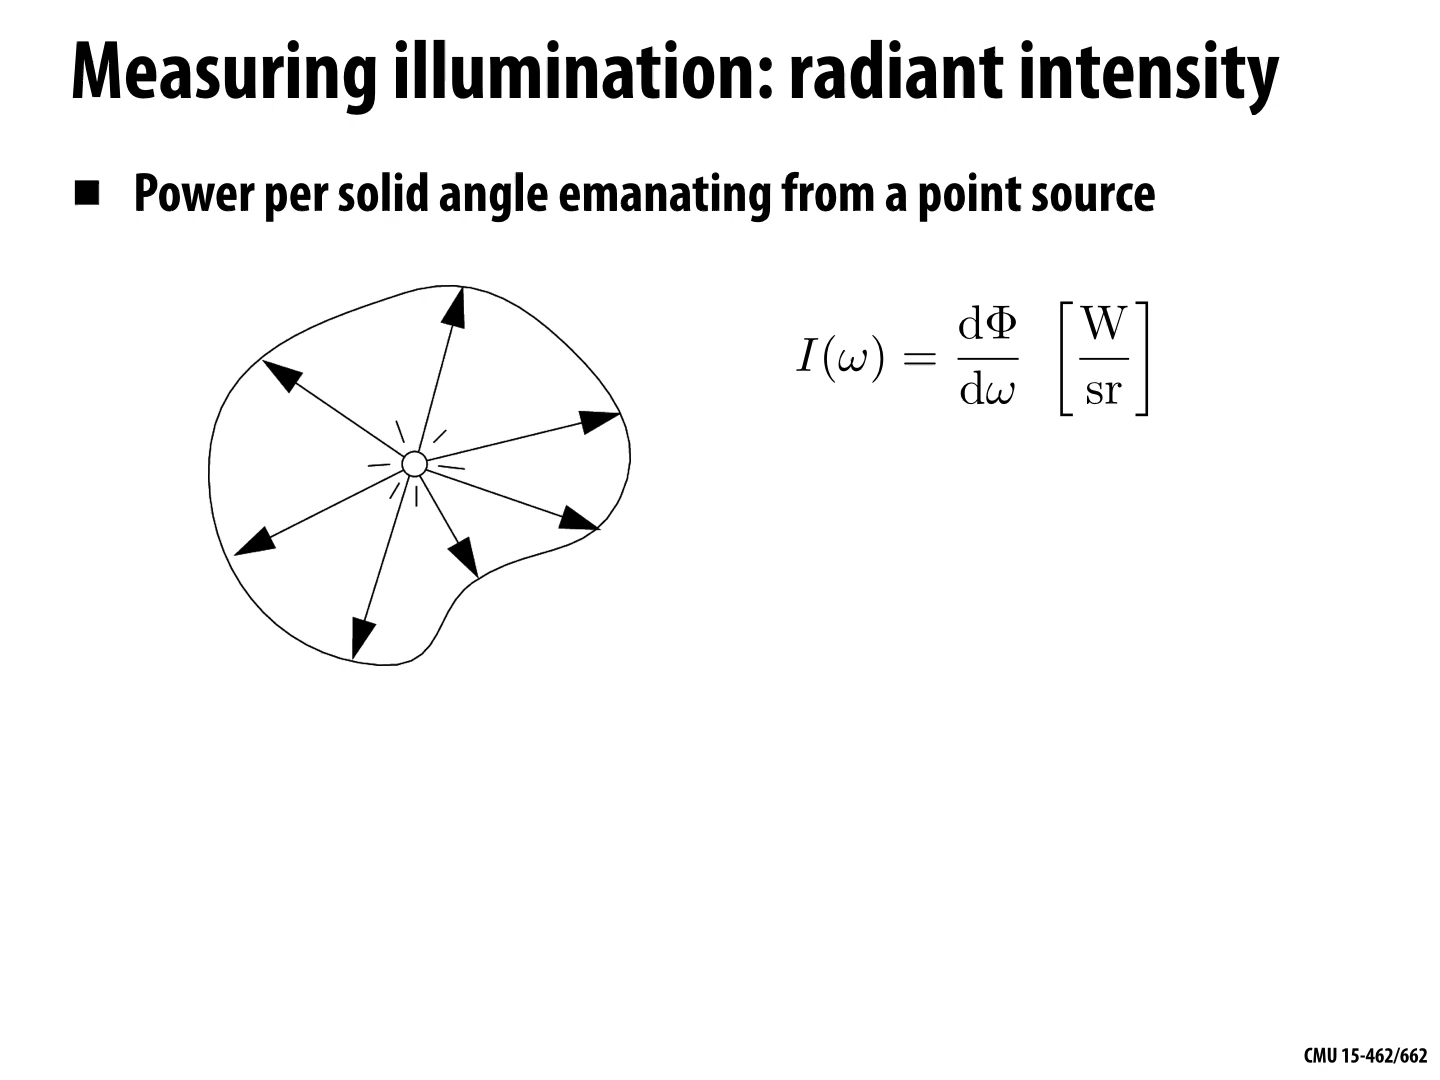 Measuring illumination: radiant intensity
■ Power per solid angle emanating from a point source
I(ω) = dΦ/dω [W/sr]
CMU 15-462/662